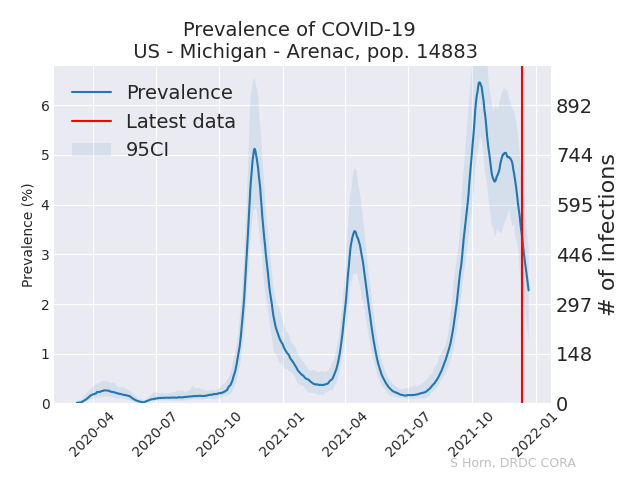 Prevalence of COVID-19
US - Michigan - Arenac, pop. 14883
Prevalence
Latest data
95CI
Prevalence (%)
6
5
4
3
2
1
0
892
744
595
446
297
148
0
# of infections
2020-04
2020-07
2020-10
2021-01
2021-04
2021-07
2021-10
2022-01
S Horn, DRDC CORA